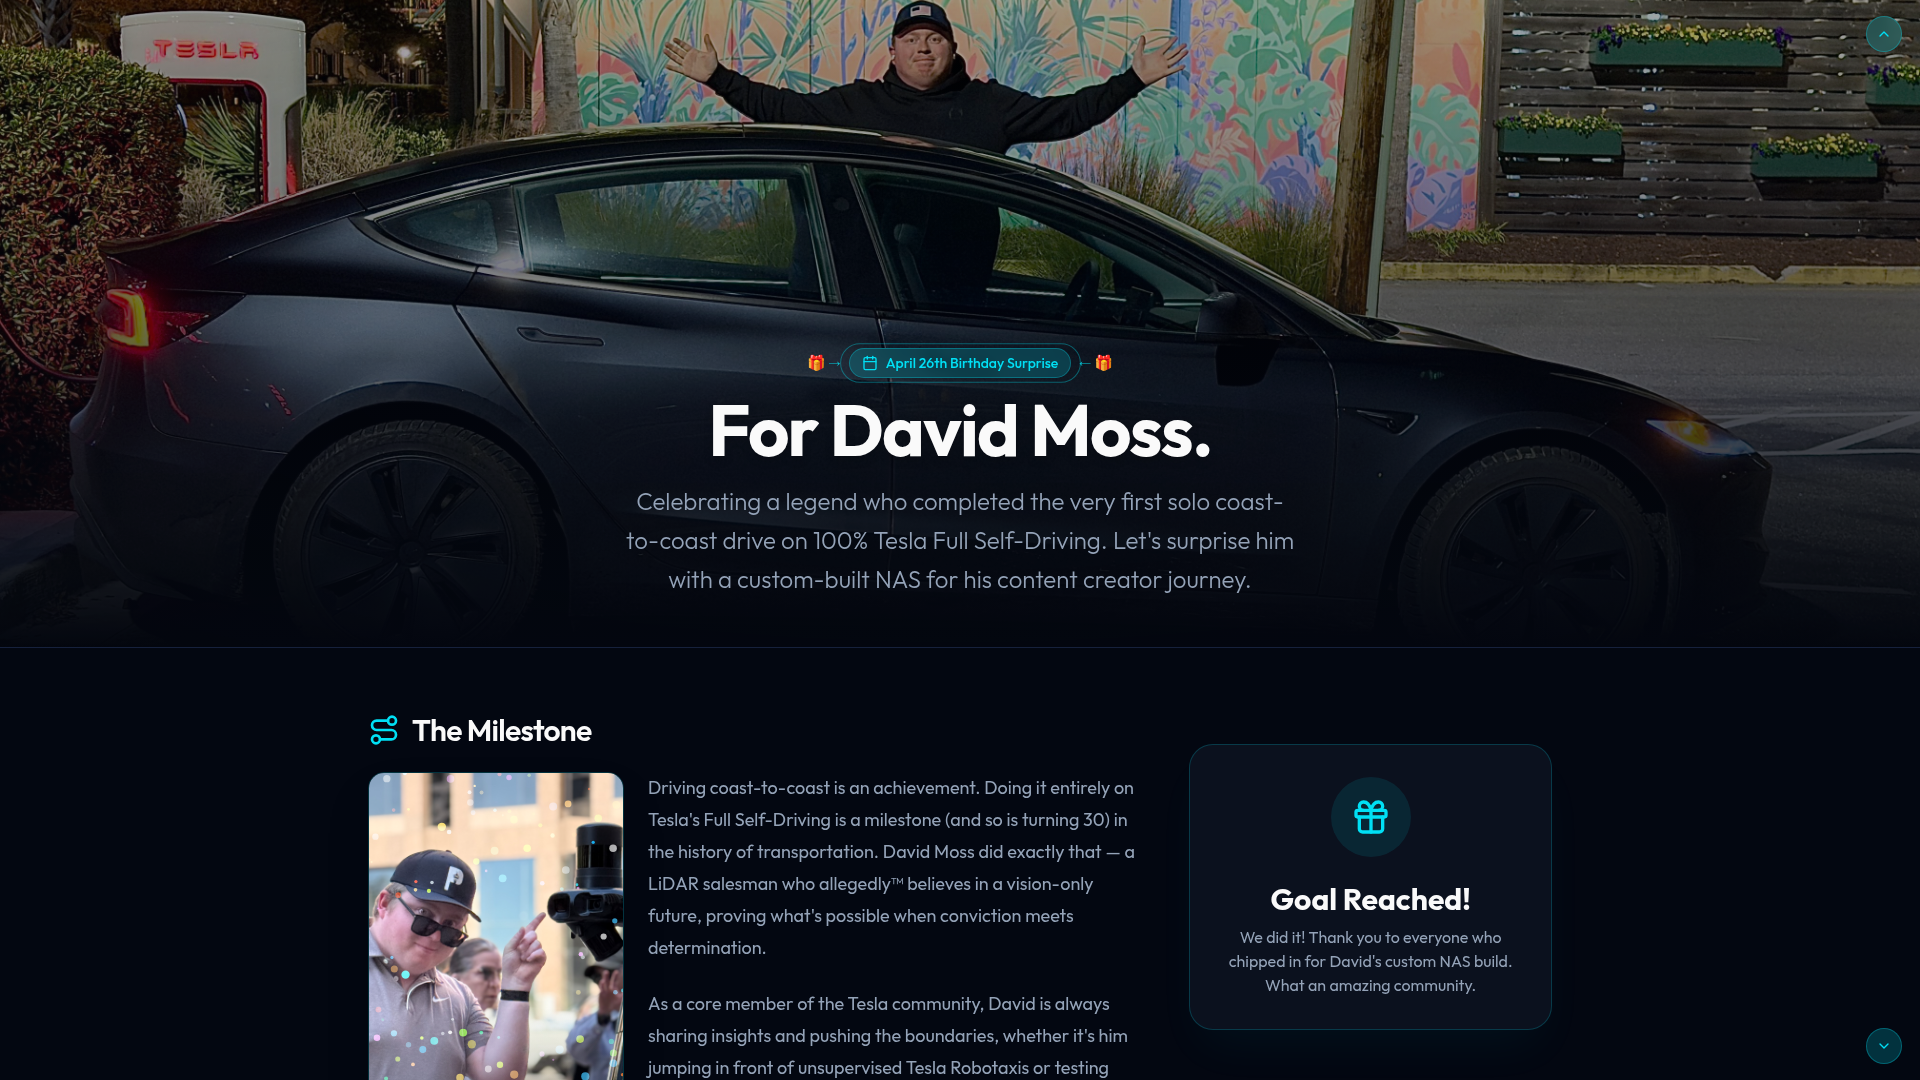 TESLA
April 26th Birthday Surprise
For David Moss.
Celebrating a legend who completed the very first solo coast-
to-coast drive on 100% Tesla Full Self-Driving. Let's surprise him
with a custom-built NAS for his content creator journey.
The Milestone
Driving coast-to-coast is an achievement. Doing it entirely on
Tesla's Full Self-Driving is a milestone (and so is turning 30) in
the history of transportation. David Moss did exactly that — a
LiDAR salesman who allegedly™ believes in a vision-only
future, proving what's possible when conviction meets
determination.
As a core member of the Tesla community, David is always
sharing insights and pushing the boundaries, whether it's him
jumping in front of unsupervised Tesla Robotaxis or testing
Goal Reached!
We did it! Thank you to everyone who
chipped in for David's custom NAS build.
What an amazing community.